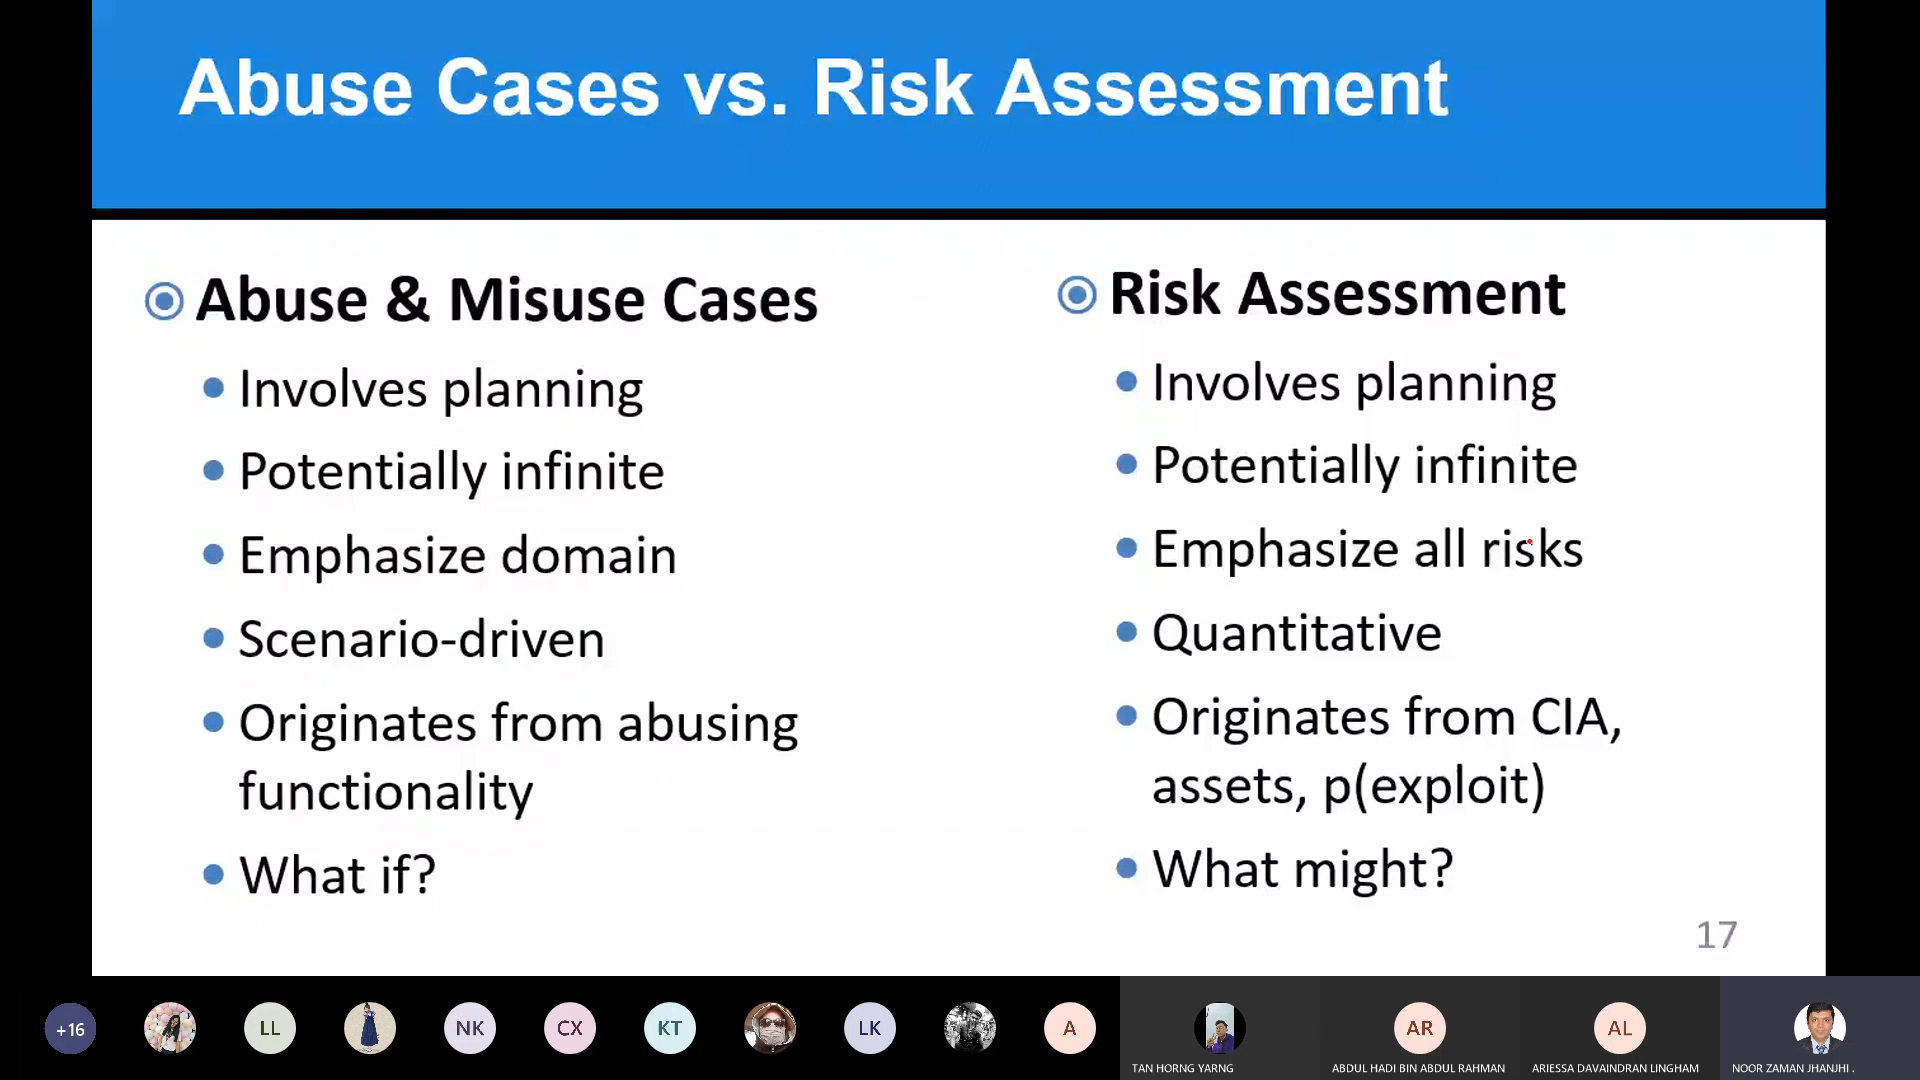 Abuse Cases vs. Risk Assessment
Abuse & Misuse Cases
Involves planning
Potentially infinite
Emphasize domain
Scenario-driven
Originates from abusing
functionality
What if?
Risk Assessment
Involves planning
Potentially infinite
Emphasize all risks
Quantitative
Originates from CIA,
assets, p(exploit)
What might?
17
+16
LL
NK
CX
KT
LK
A
TAN HORNG YARNG
AR
ABDUL HADI BIN ABDUL RAHMAN
AL
ARIESSA DAVAINDRAN LINGHAM
NOOR ZAMAN JHANJHI .